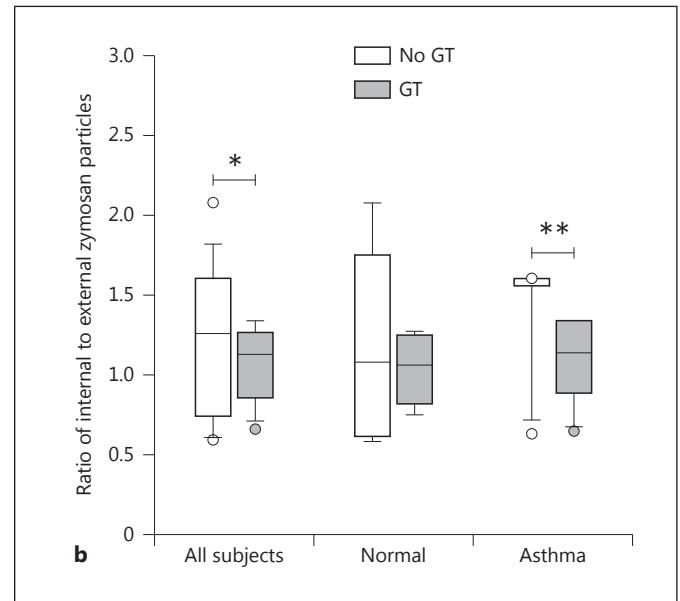 Ratio of internal to external zymosan particles
3.0
2.5
2.0
1.5
1.0
0.5
0
No GT
GT
*
**
b
All subjects
Normal
Asthma